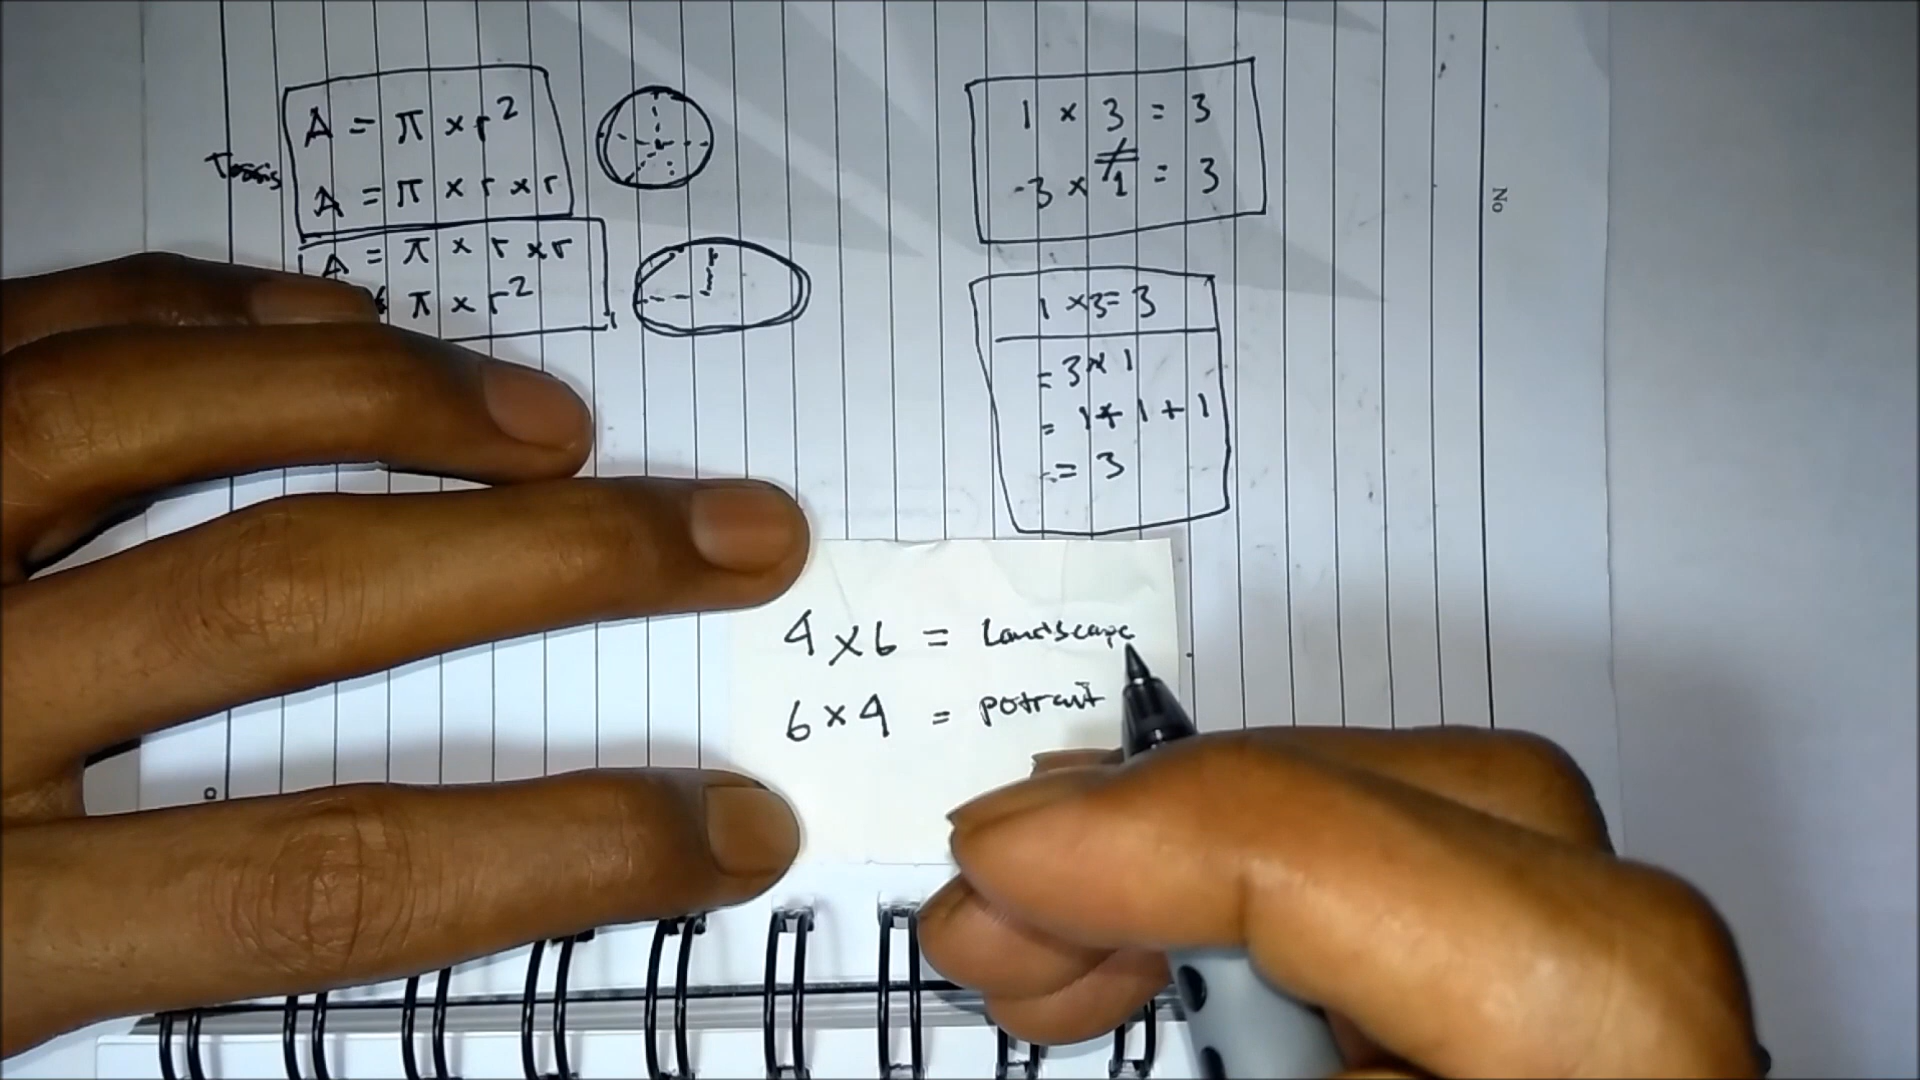 A = π × r²
A = π × r × r
A = π × r × r
π × r²
1 × 3 = 3
≠
3 × 1 = 3
1 × 3 = 3
= 3 × 1
= 1 + 1 + 1
= 3
No
4 × 6 = Landscape
6 × 4 = potrait